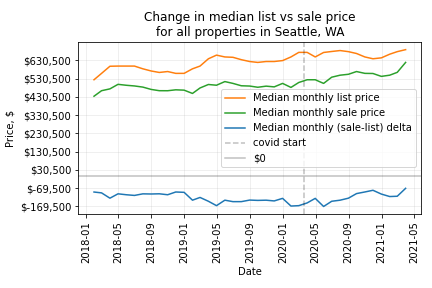 Change in median list vs sale price
for all properties in Seattle, WA
$630,500
$530,500
$430,500
$330,500
$230,500
$130,500
$30,500
$-69,500
$-169,500
Price, $
Median monthly list price
Median monthly sale price
Median monthly (sale-list) delta
covid start
$0
2018-01
2018-05
2018-09
2019-01
2019-05
2019-09
2020-01
2020-05
2020-09
2021-01
2021-05
Date